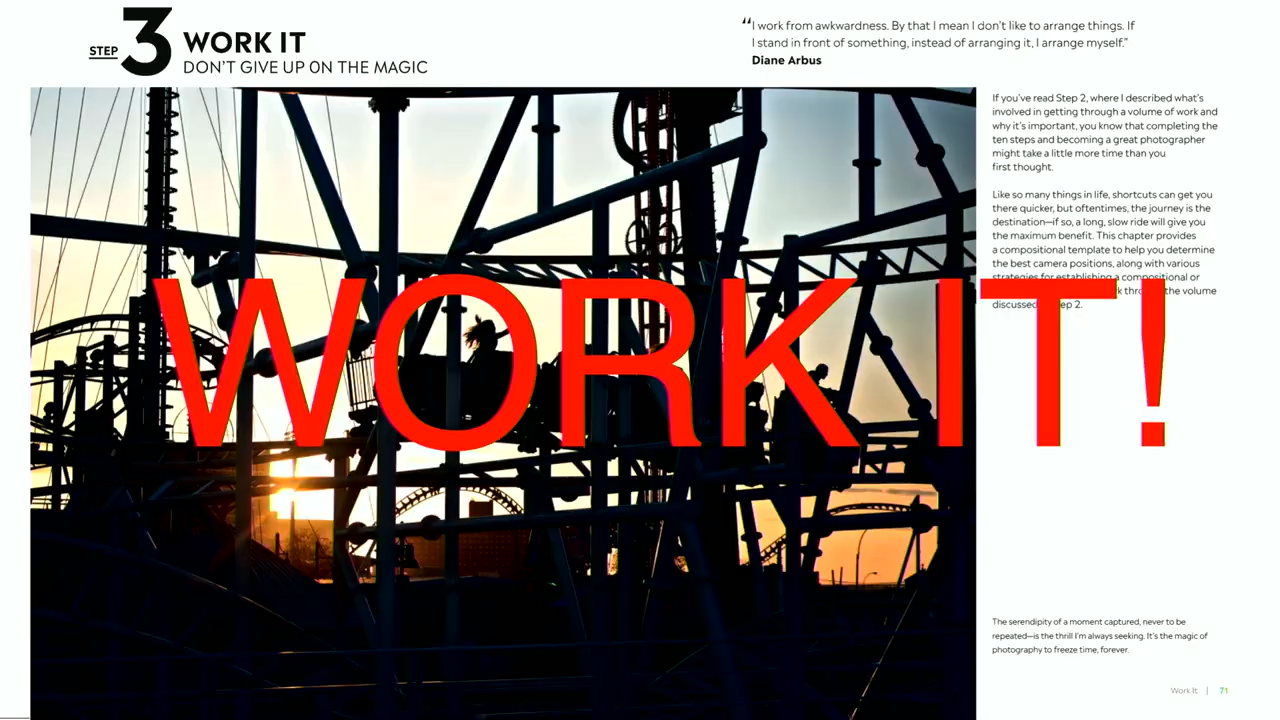 STEP 3 WORK IT
DON'T GIVE UP ON THE MAGIC
“I work from awkwardness. By that I mean I don't like to arrange things. If
I stand in front of something, instead of arranging it, I arrange myself.”
Diane Arbus
If you've read Step 2, where I described what's
involved in getting through a volume of work and
why it's important, you know that completing the
ten steps and becoming a great photographer
might take a little more time than you
first thought.
Like so many things in life, shortcuts can get you
there quicker, but oftentimes, the journey is the
destination—if so, a long, slow ride will give you
the maximum benefit. This chapter provides
a compositional template to help you determine
the best camera positions, along with various
strategies for establishing a compositional or
the volume
discussed
2.
WORK IT!
The serendipity of a moment captured, never to be
repeated—is the thrill I'm always seeking. It's the magic of
photography to freeze time, forever.
Work It | 71